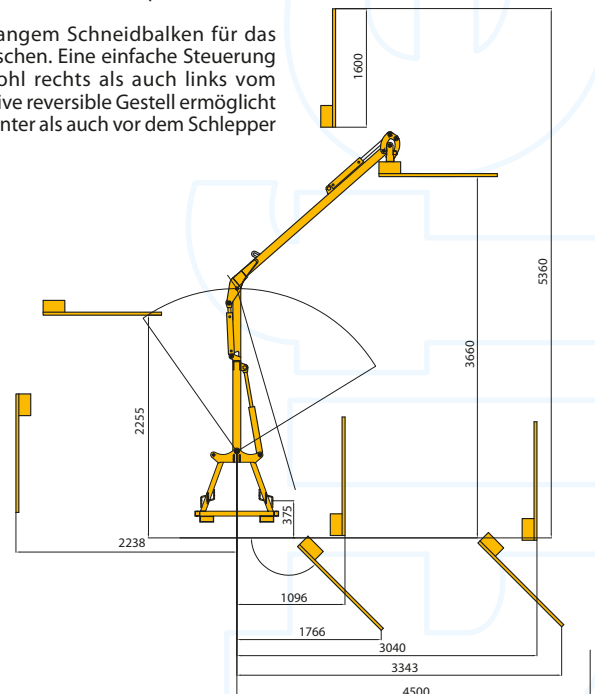 angem Schneidbalken für das
schen. Eine einfache Steuerung
ohl rechts als auch links vom
ive reversible Gestell ermöglicht
nter als auch vor dem Schlepper
1600
5360
3660
2255
375
2238
1096
1766
3040
3343
4500